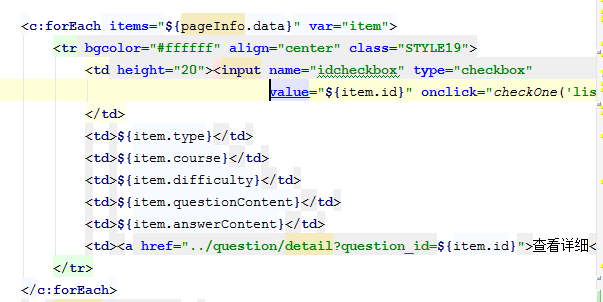 <c:forEach items="${pageInfo.data}" var="item">
<tr bgcolor="#ffffff" align="center" class="STYLE19">
<td height="20"><input name="idcheckbox" type="checkbox"
value="${item.id}" onclick="checkOne('lis
</td>
<td>${item.type}</td>
<td>${item.course}</td>
<td>${item.difficulty}</td>
<td>${item.questionContent}</td>
<td>${item.answerContent}</td>
<td><a href="../question/detail?question_id=${item.id}">查看详细<
</tr>
</c:forEach>